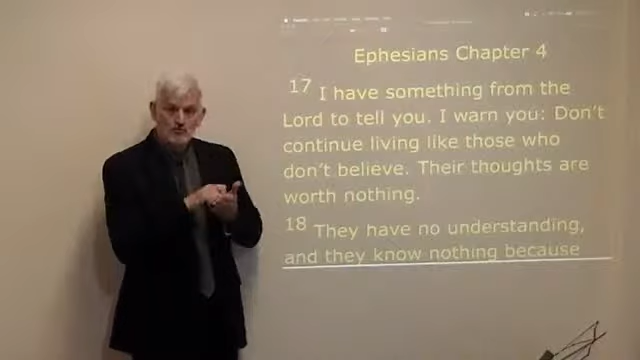 Ephesians Chapter 4
17 I have something from the
Lord to tell you. I warn you: Don't
continue living like those who
don't believe. Their thoughts are
worth nothing.
18 They have no understanding,
and they know nothing because